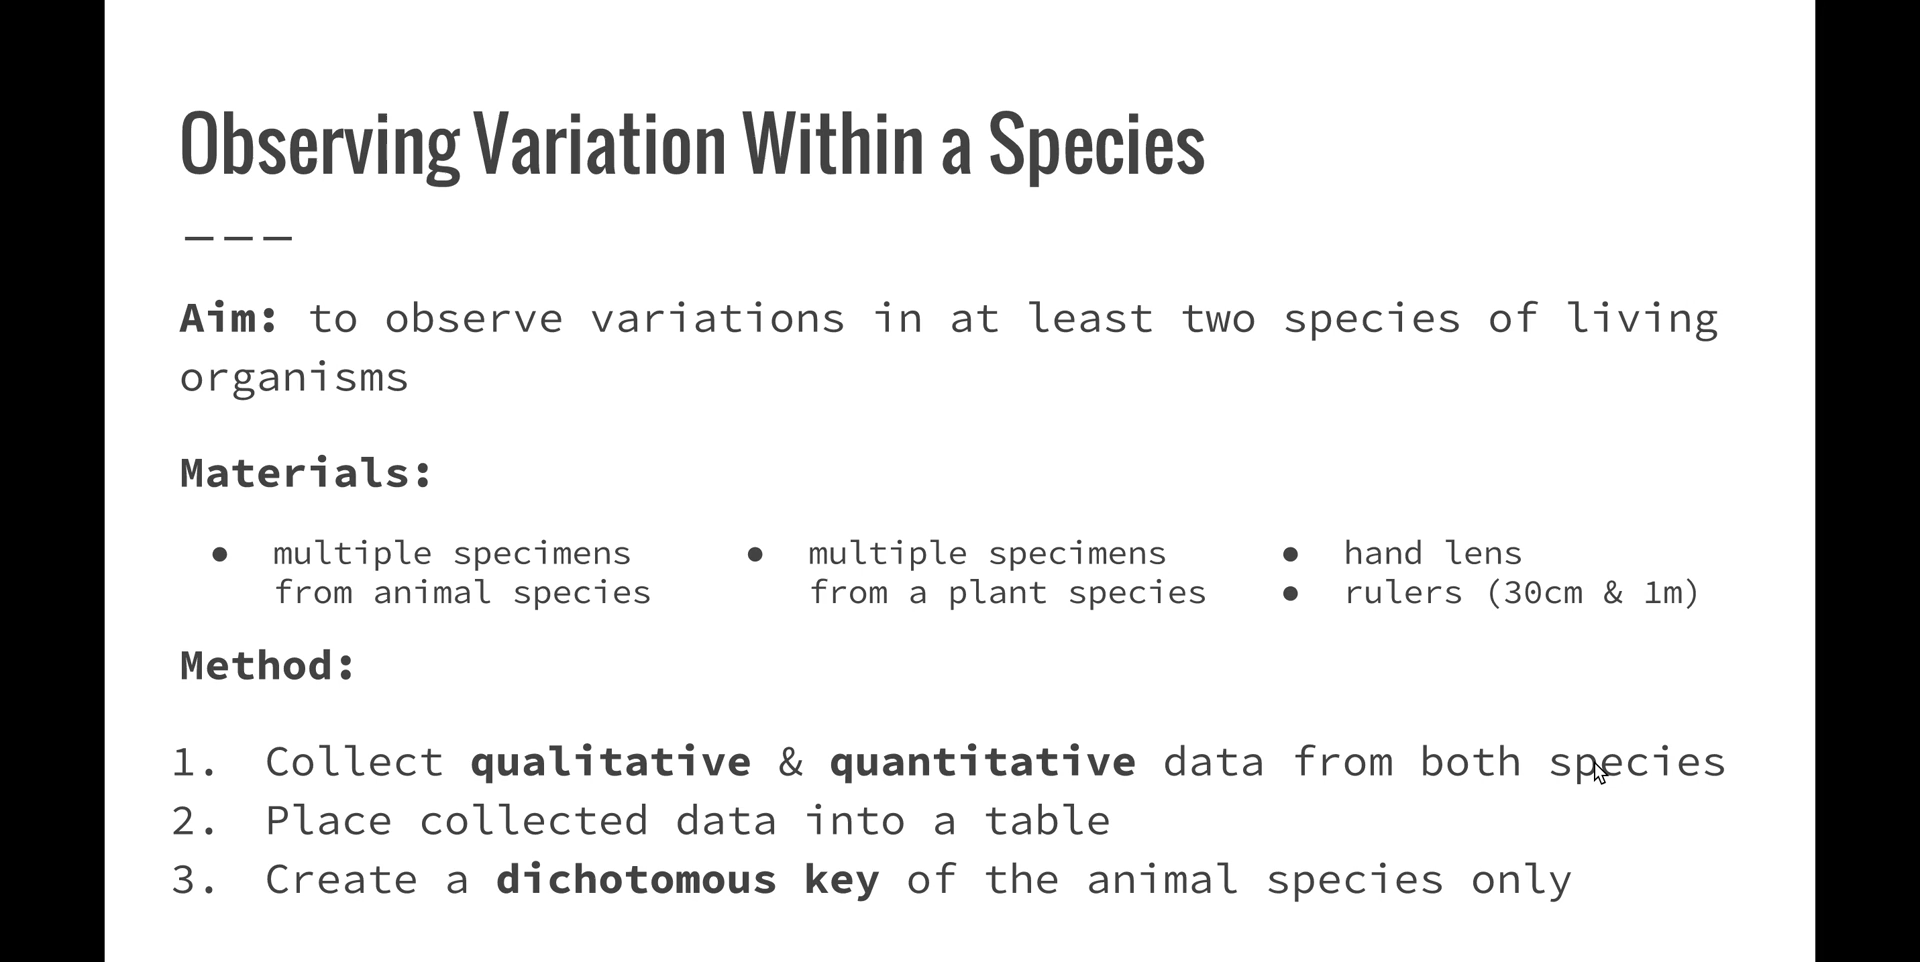 Observing Variation Within a Species
———
Aim: to observe variations in at least two species of living
organisms
Materials:
● multiple specimens
from animal species
● multiple specimens
from a plant species
● hand lens
● rulers (30cm & 1m)
Method:
1. Collect qualitative & quantitative data from both species
2. Place collected data into a table
3. Create a dichotomous key of the animal species only